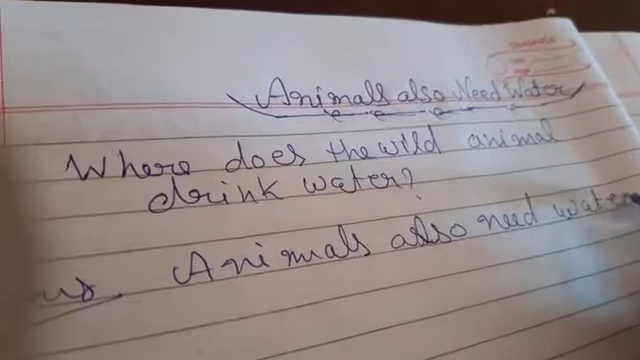 Animals also Need Water
Where does the wild animal
drink water?
Animals also need water